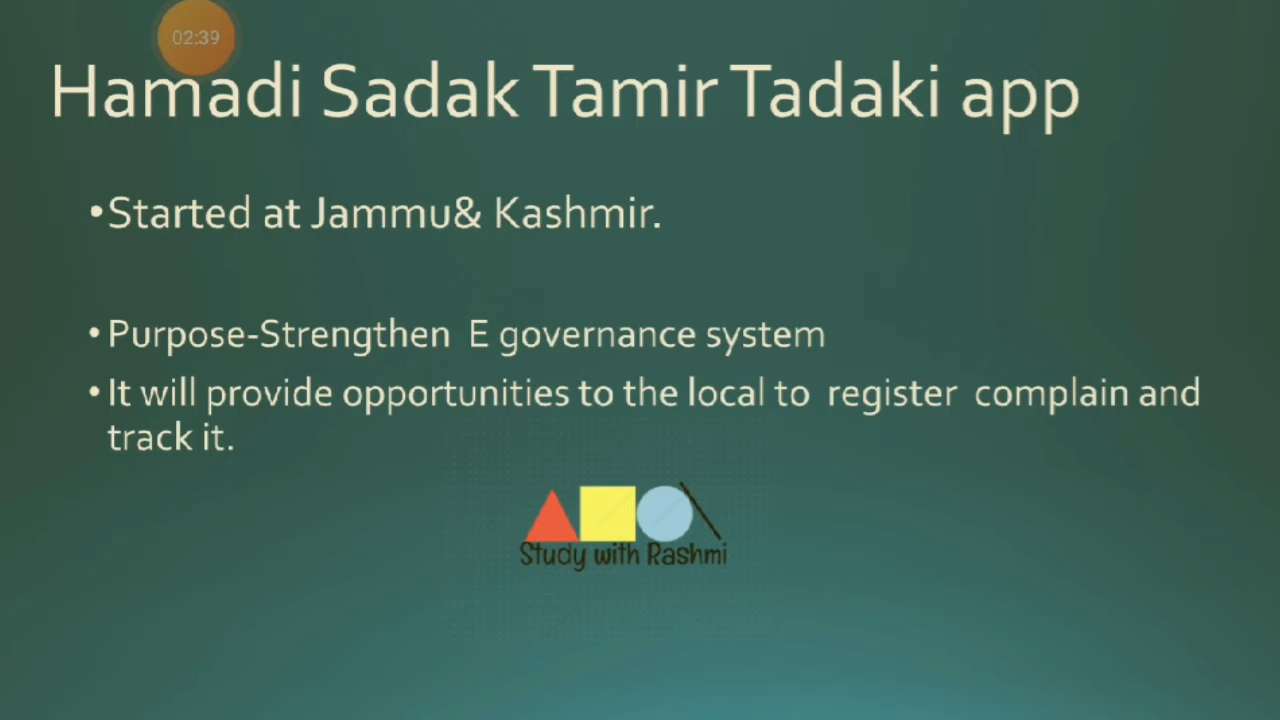 02:39
Hamadi Sadak Tamir Tadaki app
•Started at Jammu& Kashmir.
•Purpose-Strengthen E governance system
•It will provide opportunities to the local to register complain and
track it.
Study with Rashmi